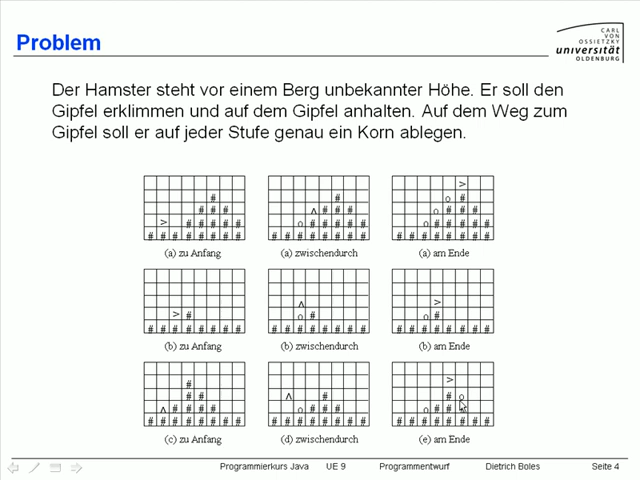 Problem
CARL
VON
OSSIETZKY
universität
OLDENBURG
Der Hamster steht vor einem Berg unbekannter Höhe. Er soll den
Gipfel erklimmen und auf dem Gipfel anhalten. Auf dem Weg zum
Gipfel soll er auf jeder Stufe genau ein Korn ablegen.
(a) zu Anfang
(a) zwischendurch
(a) am Ende
(b) zu Anfang
(b) zwischendurch
(b) am Ende
(c) zu Anfang
(d) zwischendurch
(e) am Ende
Programmierkurs Java UE 9 Programmentwurf Dietrich Boles Seite 4